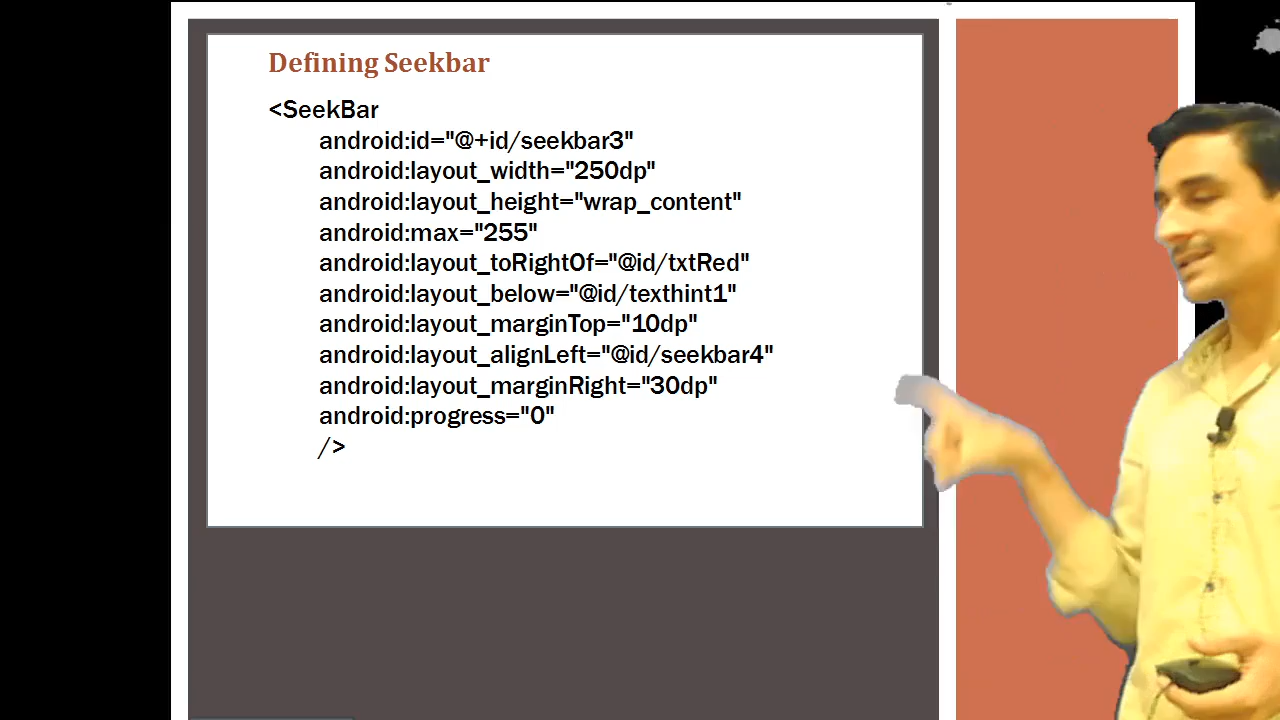 Defining Seekbar
<SeekBar
android:id="@+id/seekbar3"
android:layout_width="250dp"
android:layout_height="wrap_content"
android:max="255"
android:layout_toRightOf="@id/txtRed"
android:layout_below="@id/texthint1"
android:layout_marginTop="10dp"
android:layout_alignLeft="@id/seekbar4"
android:layout_marginRight="30dp"
android:progress="0"
/>